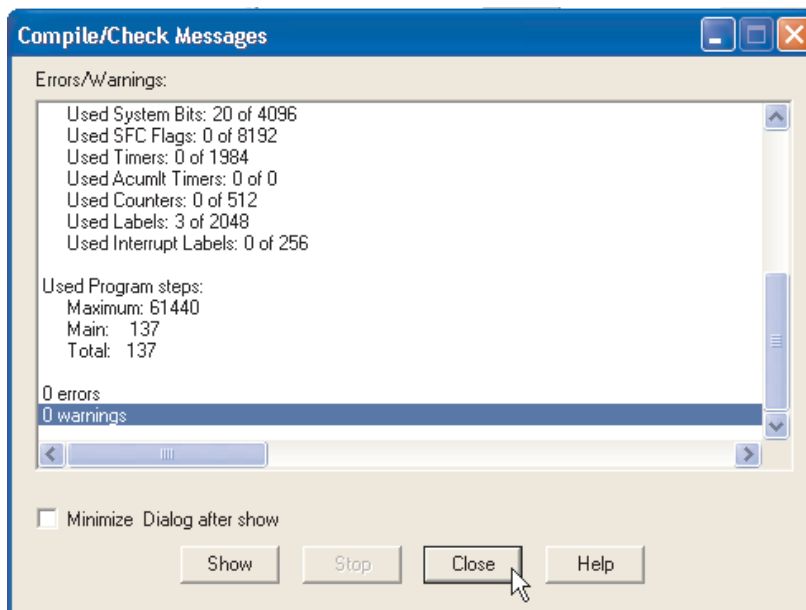 Compile/Check Messages
Errors/Warnings:
Used System Bits: 20 of 4096
Used SFC Flags: 0 of 8192
Used Timers: 0 of 1984
Used Acumlt Timers: 0 of 0
Used Counters: 0 of 512
Used Labels: 3 of 2048
Used Interrupt Labels: 0 of 256
Used Program steps:
Maximum: 61440
Main: 137
Total: 137
0 errors
0 warnings
Minimize Dialog after show
Show Stop Close Help